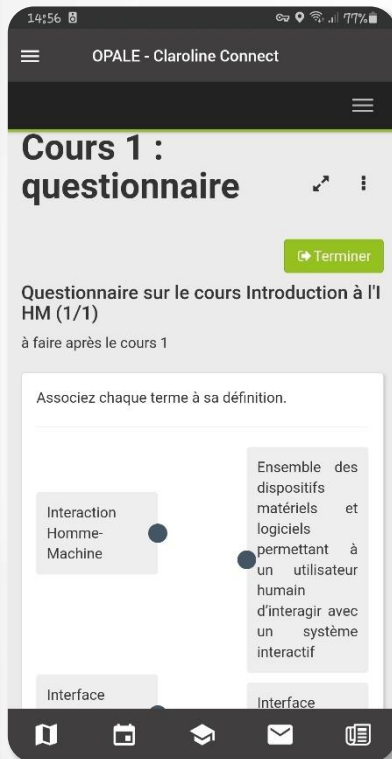 14:56 77%
OPALE - Claroline Connect
Cours 1 :
questionnaire
Terminer
Questionnaire sur le cours Introduction à l'I
HM (1/1)
à faire après le cours 1
Associez chaque terme à sa définition.
Interaction
Homme-
Machine
Ensemble des
dispositifs
matériels et
logiciels
permettant à
un utilisateur
humain
d'interagir avec
un système
interactif
Interface
Interface